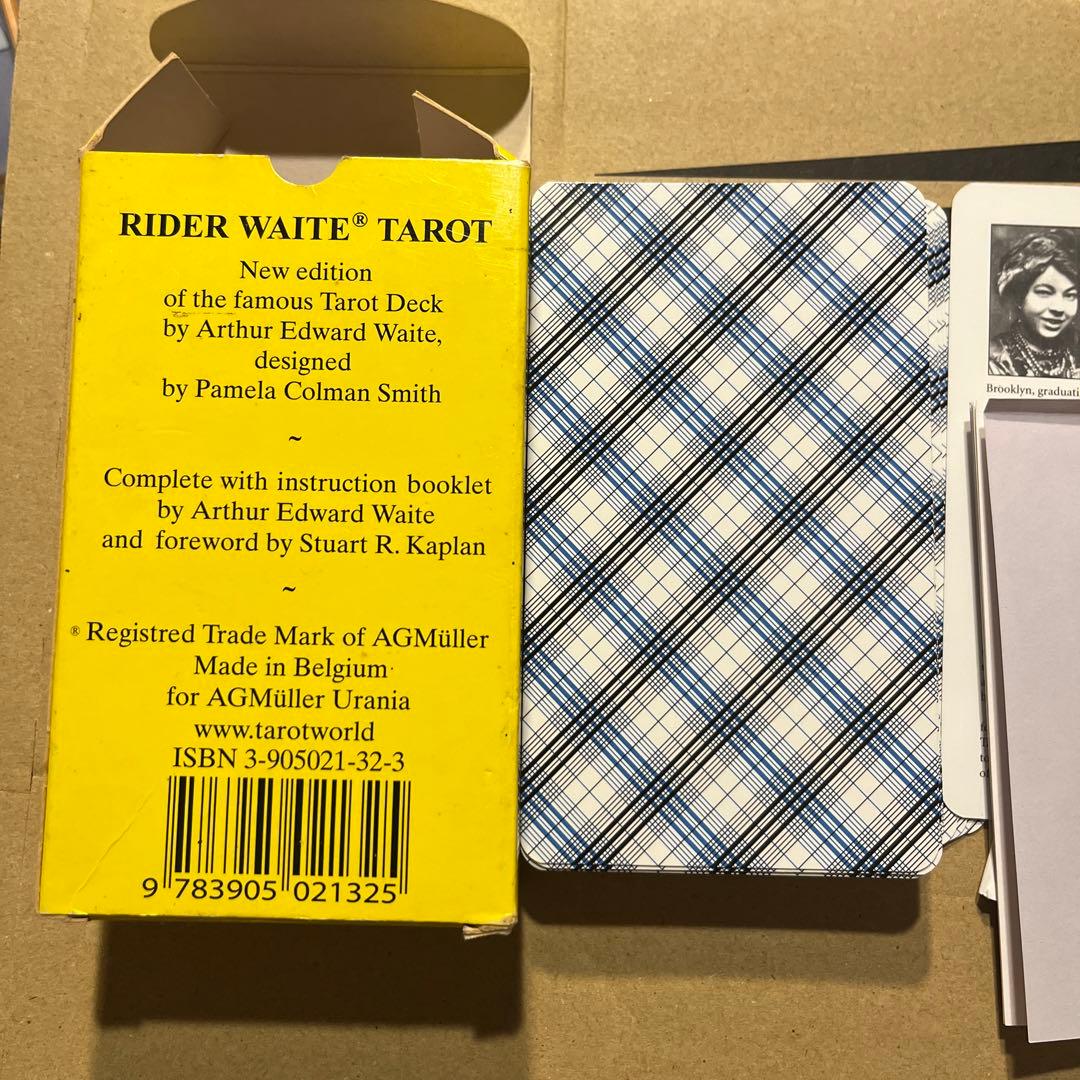 RIDER WAITE® TAROT
New edition
of the famous Tarot Deck
by Arthur Edward Waite,
designed
by Pamela Colman Smith
~
Complete with instruction booklet
by Arthur Edward Waite
and foreword by Stuart R. Kaplan
~
® Registred Trade Mark of AGMüller
Made in Belgium
for AGMüller Urania
www.tarotworld
ISBN 3-905021-32-3
9 783905 021325
Brooklyn, graduati